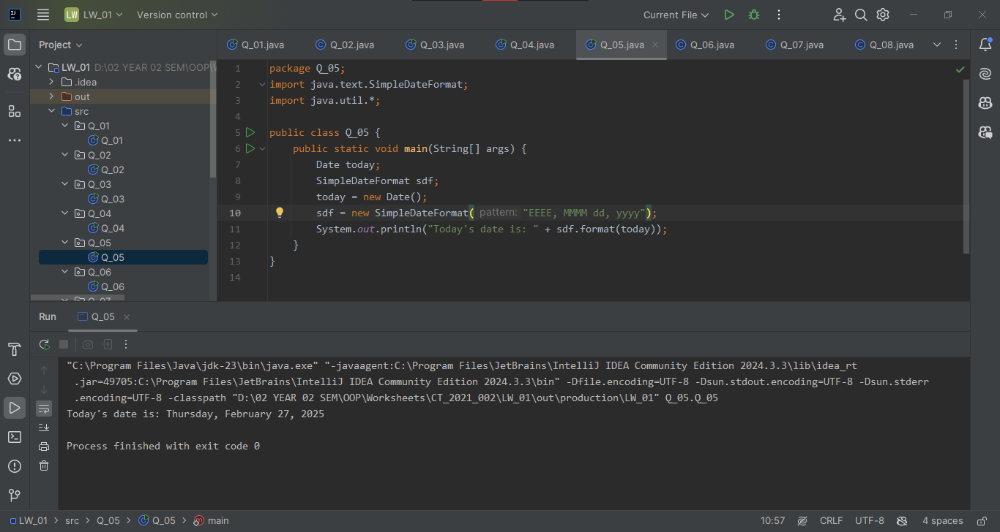 LW LW_01 Version control Current File
Project
Q_01.java Q_02.java Q_03.java Q_04.java Q_05.java Q_06.java Q_07.java Q_08.java
LW_01 D:\02 YEAR 02 SEM\OOP\W
.idea
out
src
Q_01
Q_01
Q_02
Q_02
Q_03
Q_03
Q_04
Q_04
Q_05
Q_05
Q_06
Q_06
Q_07
1 package Q_05;
2 import java.text.SimpleDateFormat;
3 import java.util.*;
4
5 public class Q_05 {
6 public static void main(String[] args) {
7 Date today;
8 SimpleDateFormat sdf;
9 today = new Date();
10 sdf = new SimpleDateFormat( pattern: "EEEE, MMMM dd, yyyy");
11 System.out.println("Today's date is: " + sdf.format(today));
12 }
13 }
14
Run Q_05
"C:\Program Files\Java\jdk-23\bin\java.exe" "-javaagent:C:\Program Files\JetBrains\IntelliJ IDEA Community Edition 2024.3.3\lib\idea_rt
.jar=49705:C:\Program Files\JetBrains\IntelliJ IDEA Community Edition 2024.3.3\bin" -Dfile.encoding=UTF-8 -Dsun.stdout.encoding=UTF-8 -Dsun.stderr
.encoding=UTF-8 -classpath "D:\02 YEAR 02 SEM\OOP\Worksheets\CT_2021_002\LW_01\out\production\LW_01" Q_05.Q_05
Today's date is: Thursday, February 27, 2025
Process finished with exit code 0
LW_01 > src > Q_05 > Q_05 > main 10:57 CRLF UTF-8 4 spaces